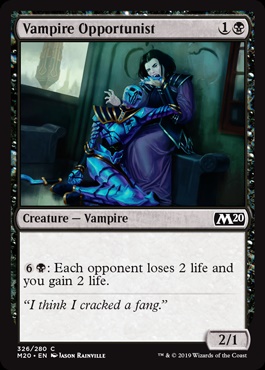 Vampire Opportunist 1
Creature — Vampire M20
6: Each opponent loses 2 life and
you gain 2 life.
“I think I cracked a fang.”
2/1
326/280 C
M20 • EN JASON RAINVILLE ™ & © 2019 Wizards of the Coast